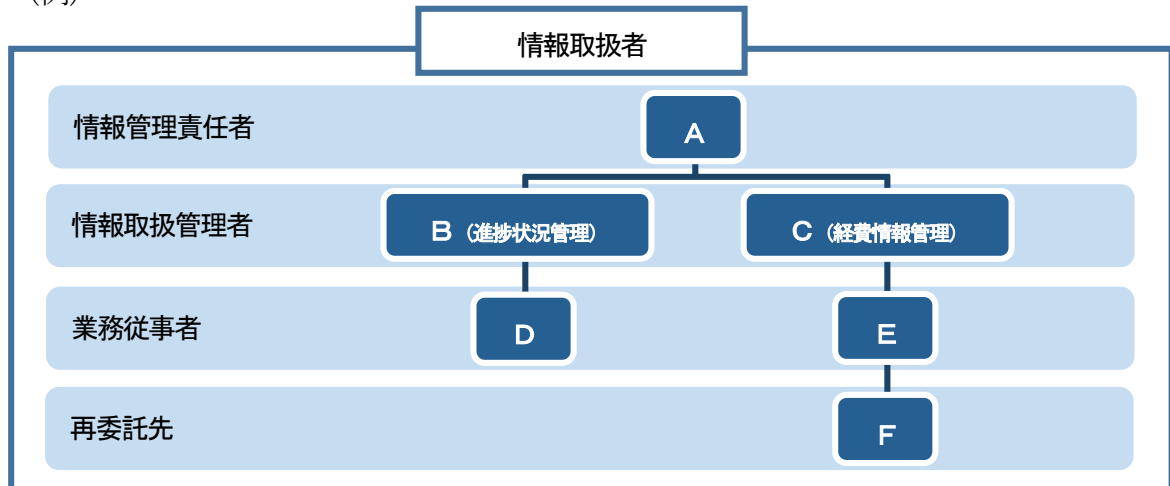 （例）
情報取扱者
情報管理責任者
A
情報取扱管理者
B（進捗状況管理）
C（経費情報管理）
業務従事者
D
E
再委託先
F